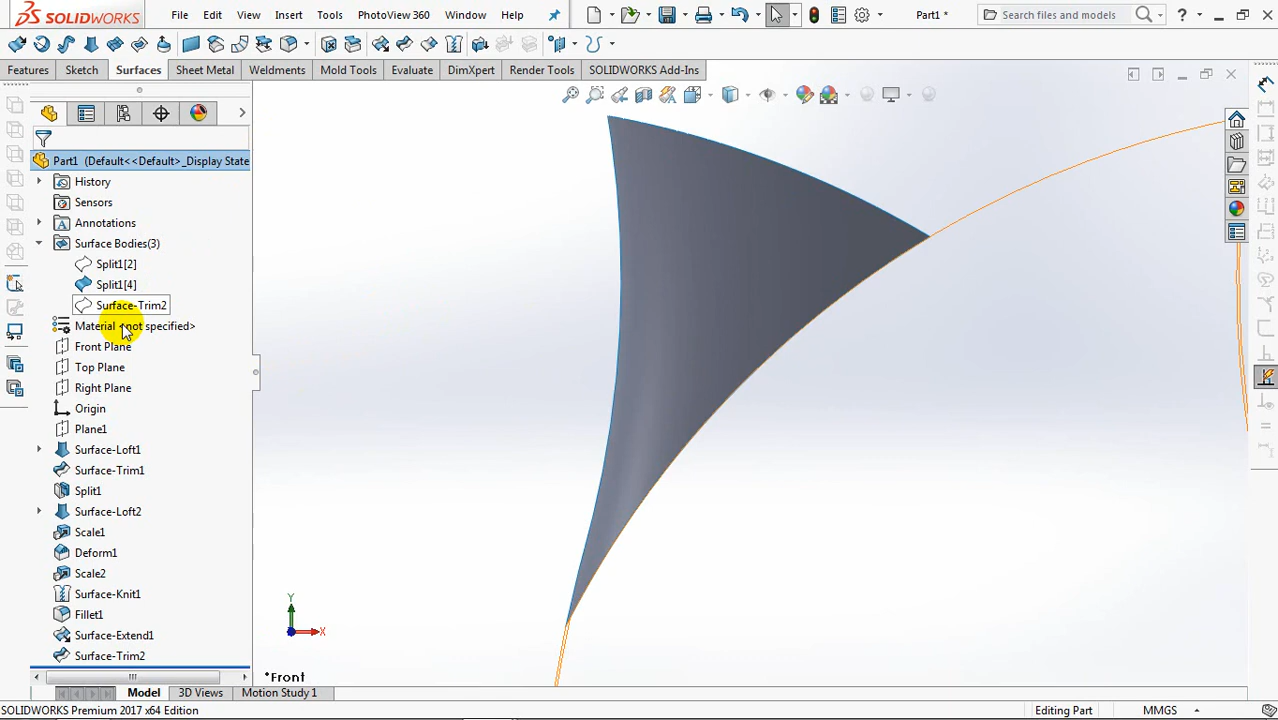 SOLIDWORKS File Edit View Insert Tools PhotoView 360 Window Help Part1 * Search files and models ?
Features Sketch Surfaces Sheet Metal Weldments Mold Tools Evaluate DimXpert Render Tools SOLIDWORKS Add-Ins
Part1 (Default<<Default>_Display State
History
Sensors
Annotations
Surface Bodies(3)
Split1[2]
Split1[4]
Surface-Trim2
Material <not specified>
Front Plane
Top Plane
Right Plane
Origin
Plane1
Surface-Loft1
Surface-Trim1
Split1
Surface-Loft2
Scale1
Deform1
Scale2
Surface-Knit1
Fillet1
Surface-Extend1
Surface-Trim2
Y
X
*Front
Model 3D Views Motion Study 1
SOLIDWORKS Premium 2017 x64 Edition Editing Part MMGS